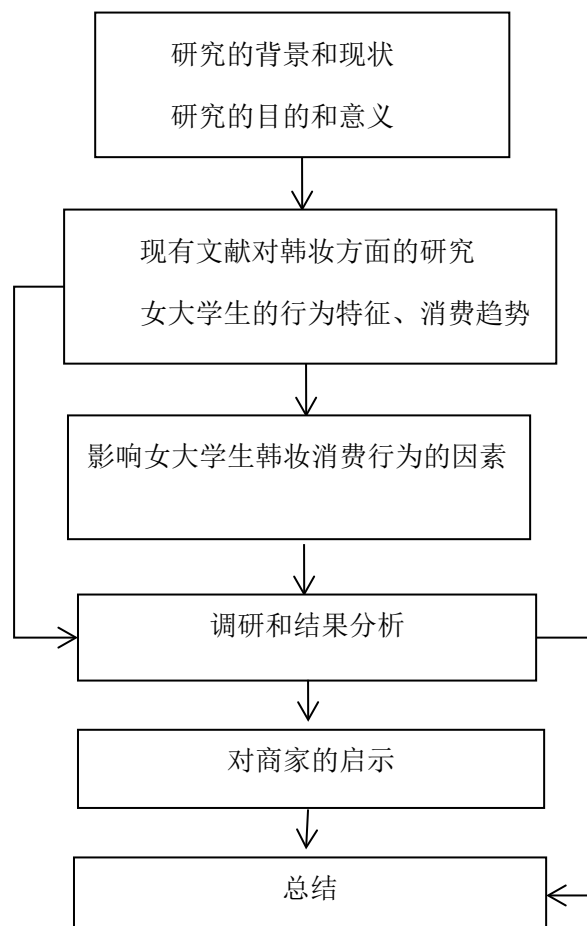 研究的背景和现状
研究的目的和意义
现有文献对韩妆方面的研究
女大学生的行为特征、消费趋势
影响女大学生韩妆消费行为的因素
调研和结果分析
对商家的启示
总结